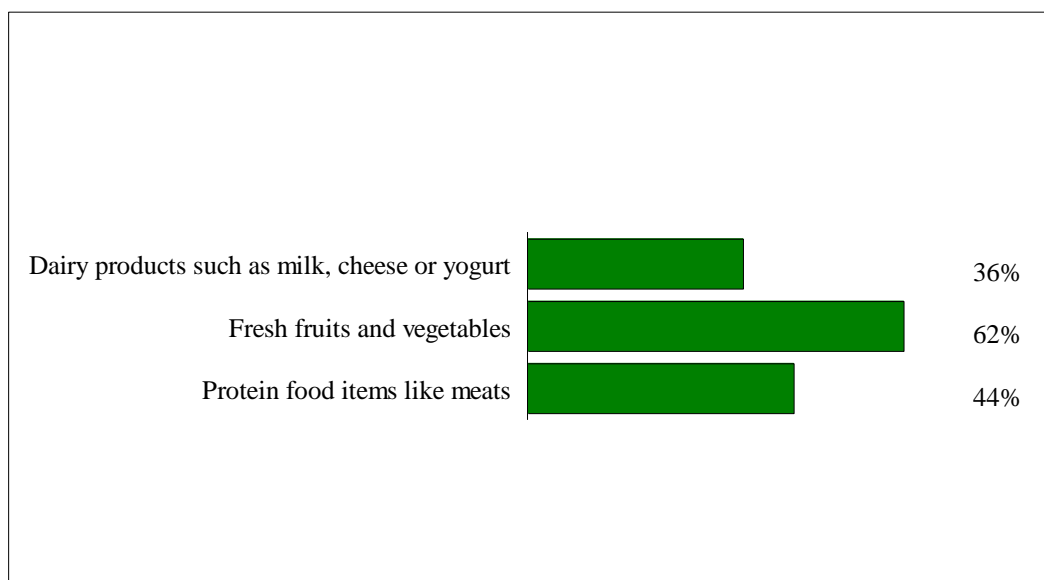 Dairy products such as milk, cheese or yogurt 36%
Fresh fruits and vegetables 62%
Protein food items like meats 44%